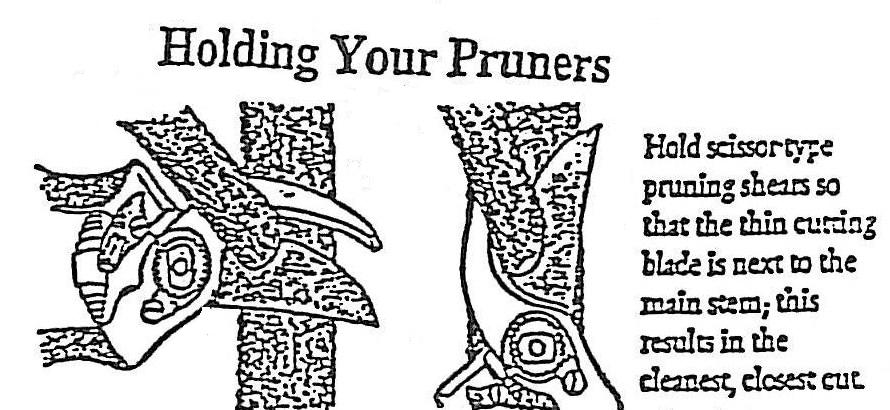 Holding Your Pruners
Hold scissor type
pruning shears so
that the thin cutting
blade is next to the
main stem; this
results in the
cleanest, closest cut.